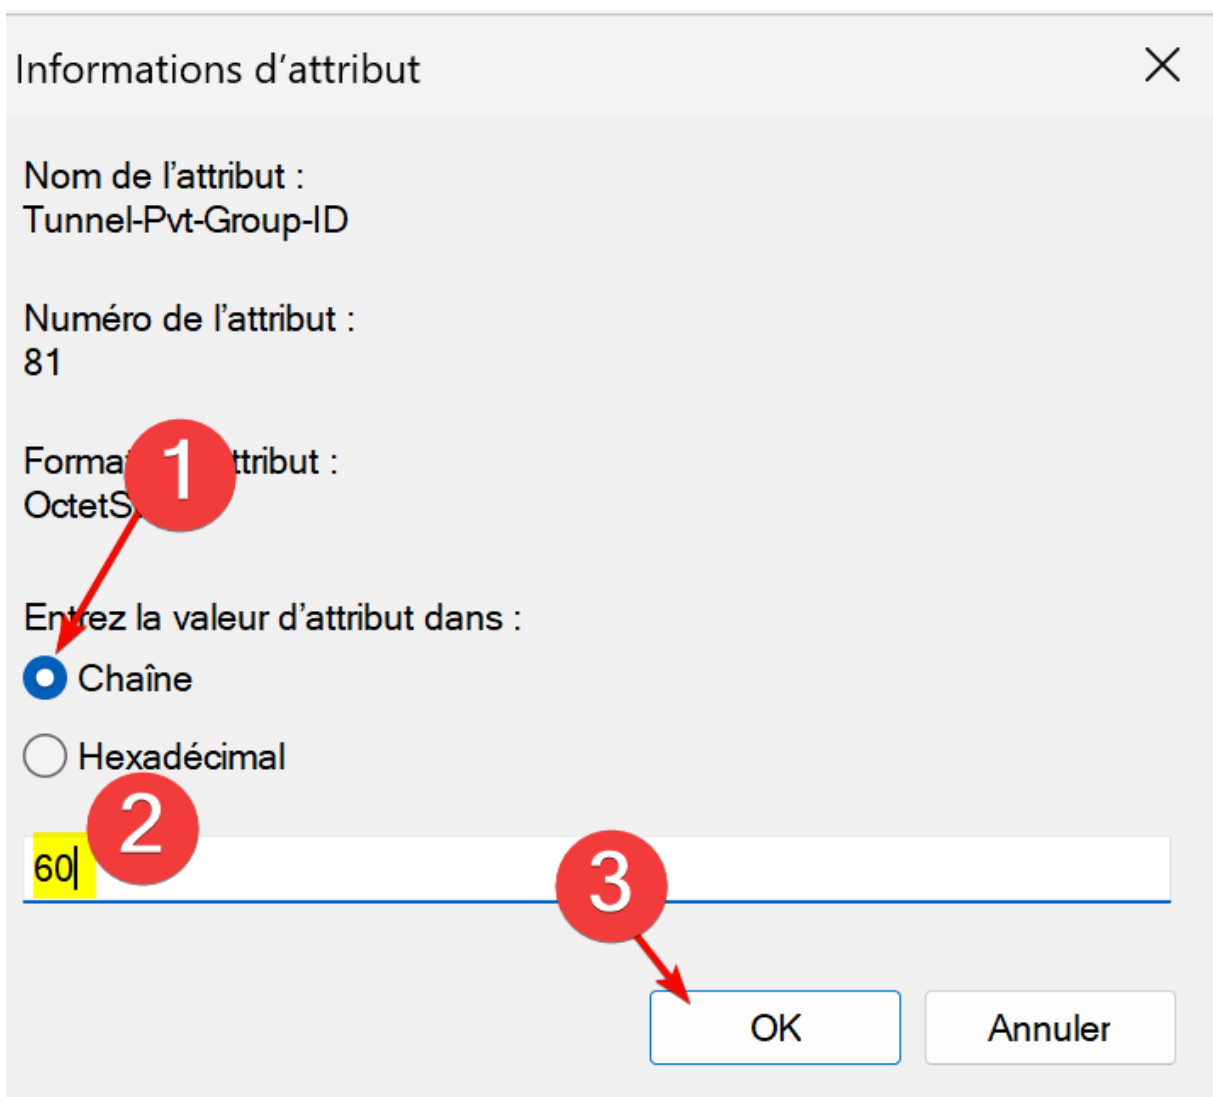 Informations d’attribut
Nom de l’attribut :
Tunnel-Pvt-Group-ID
Numéro de l’attribut :
81
1
ttribut :
Entrez la valeur d’attribut dans :
Chaîne
Hexadécimal
2
60
3
OK
Annuler